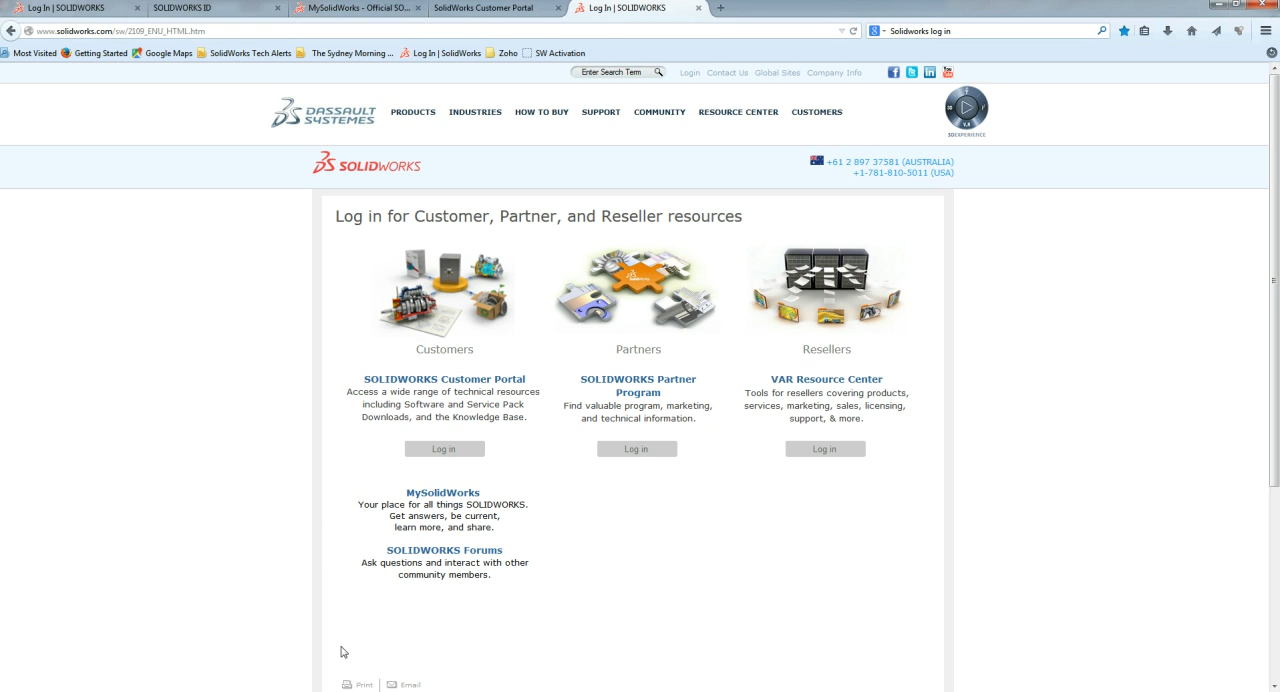 Log In | SOLIDWORKS
SOLIDWORKS ID
MySolidWorks - Official SO...
SolidWorks Customer Portal
Log In | SOLIDWORKS
www.solidworks.com/sw/2109_ENU_HTML.htm
Solidworks log in
Most Visited
Getting Started
Google Maps
SolidWorks Tech Alerts
The Sydney Morning ...
Log In | SolidWorks
Zoho
SW Activation
Enter Search Term
Login
Contact Us
Global Sites
Company Info
DASSAULT
SYSTEMES
PRODUCTS
INDUSTRIES
HOW TO BUY
SUPPORT
COMMUNITY
RESOURCE CENTER
CUSTOMERS
3DEXPERIENCE
SOLIDWORKS
+61 2 897 37581 (AUSTRALIA)
+1-781-810-5011 (USA)
Log in for Customer, Partner, and Reseller resources
Customers
SOLIDWORKS Customer Portal
Access a wide range of technical resources
including Software and Service Pack
Downloads, and the Knowledge Base.
Log in
Partners
SOLIDWORKS Partner
Program
Find valuable program, marketing,
and technical information.
Log in
Resellers
VAR Resource Center
Tools for resellers covering products,
services, marketing, sales, licensing,
support, & more.
Log in
MySolidWorks
Your place for all things SOLIDWORKS.
Get answers, be current,
learn more, and share.
SOLIDWORKS Forums
Ask questions and interact with other
community members.
Print
Email